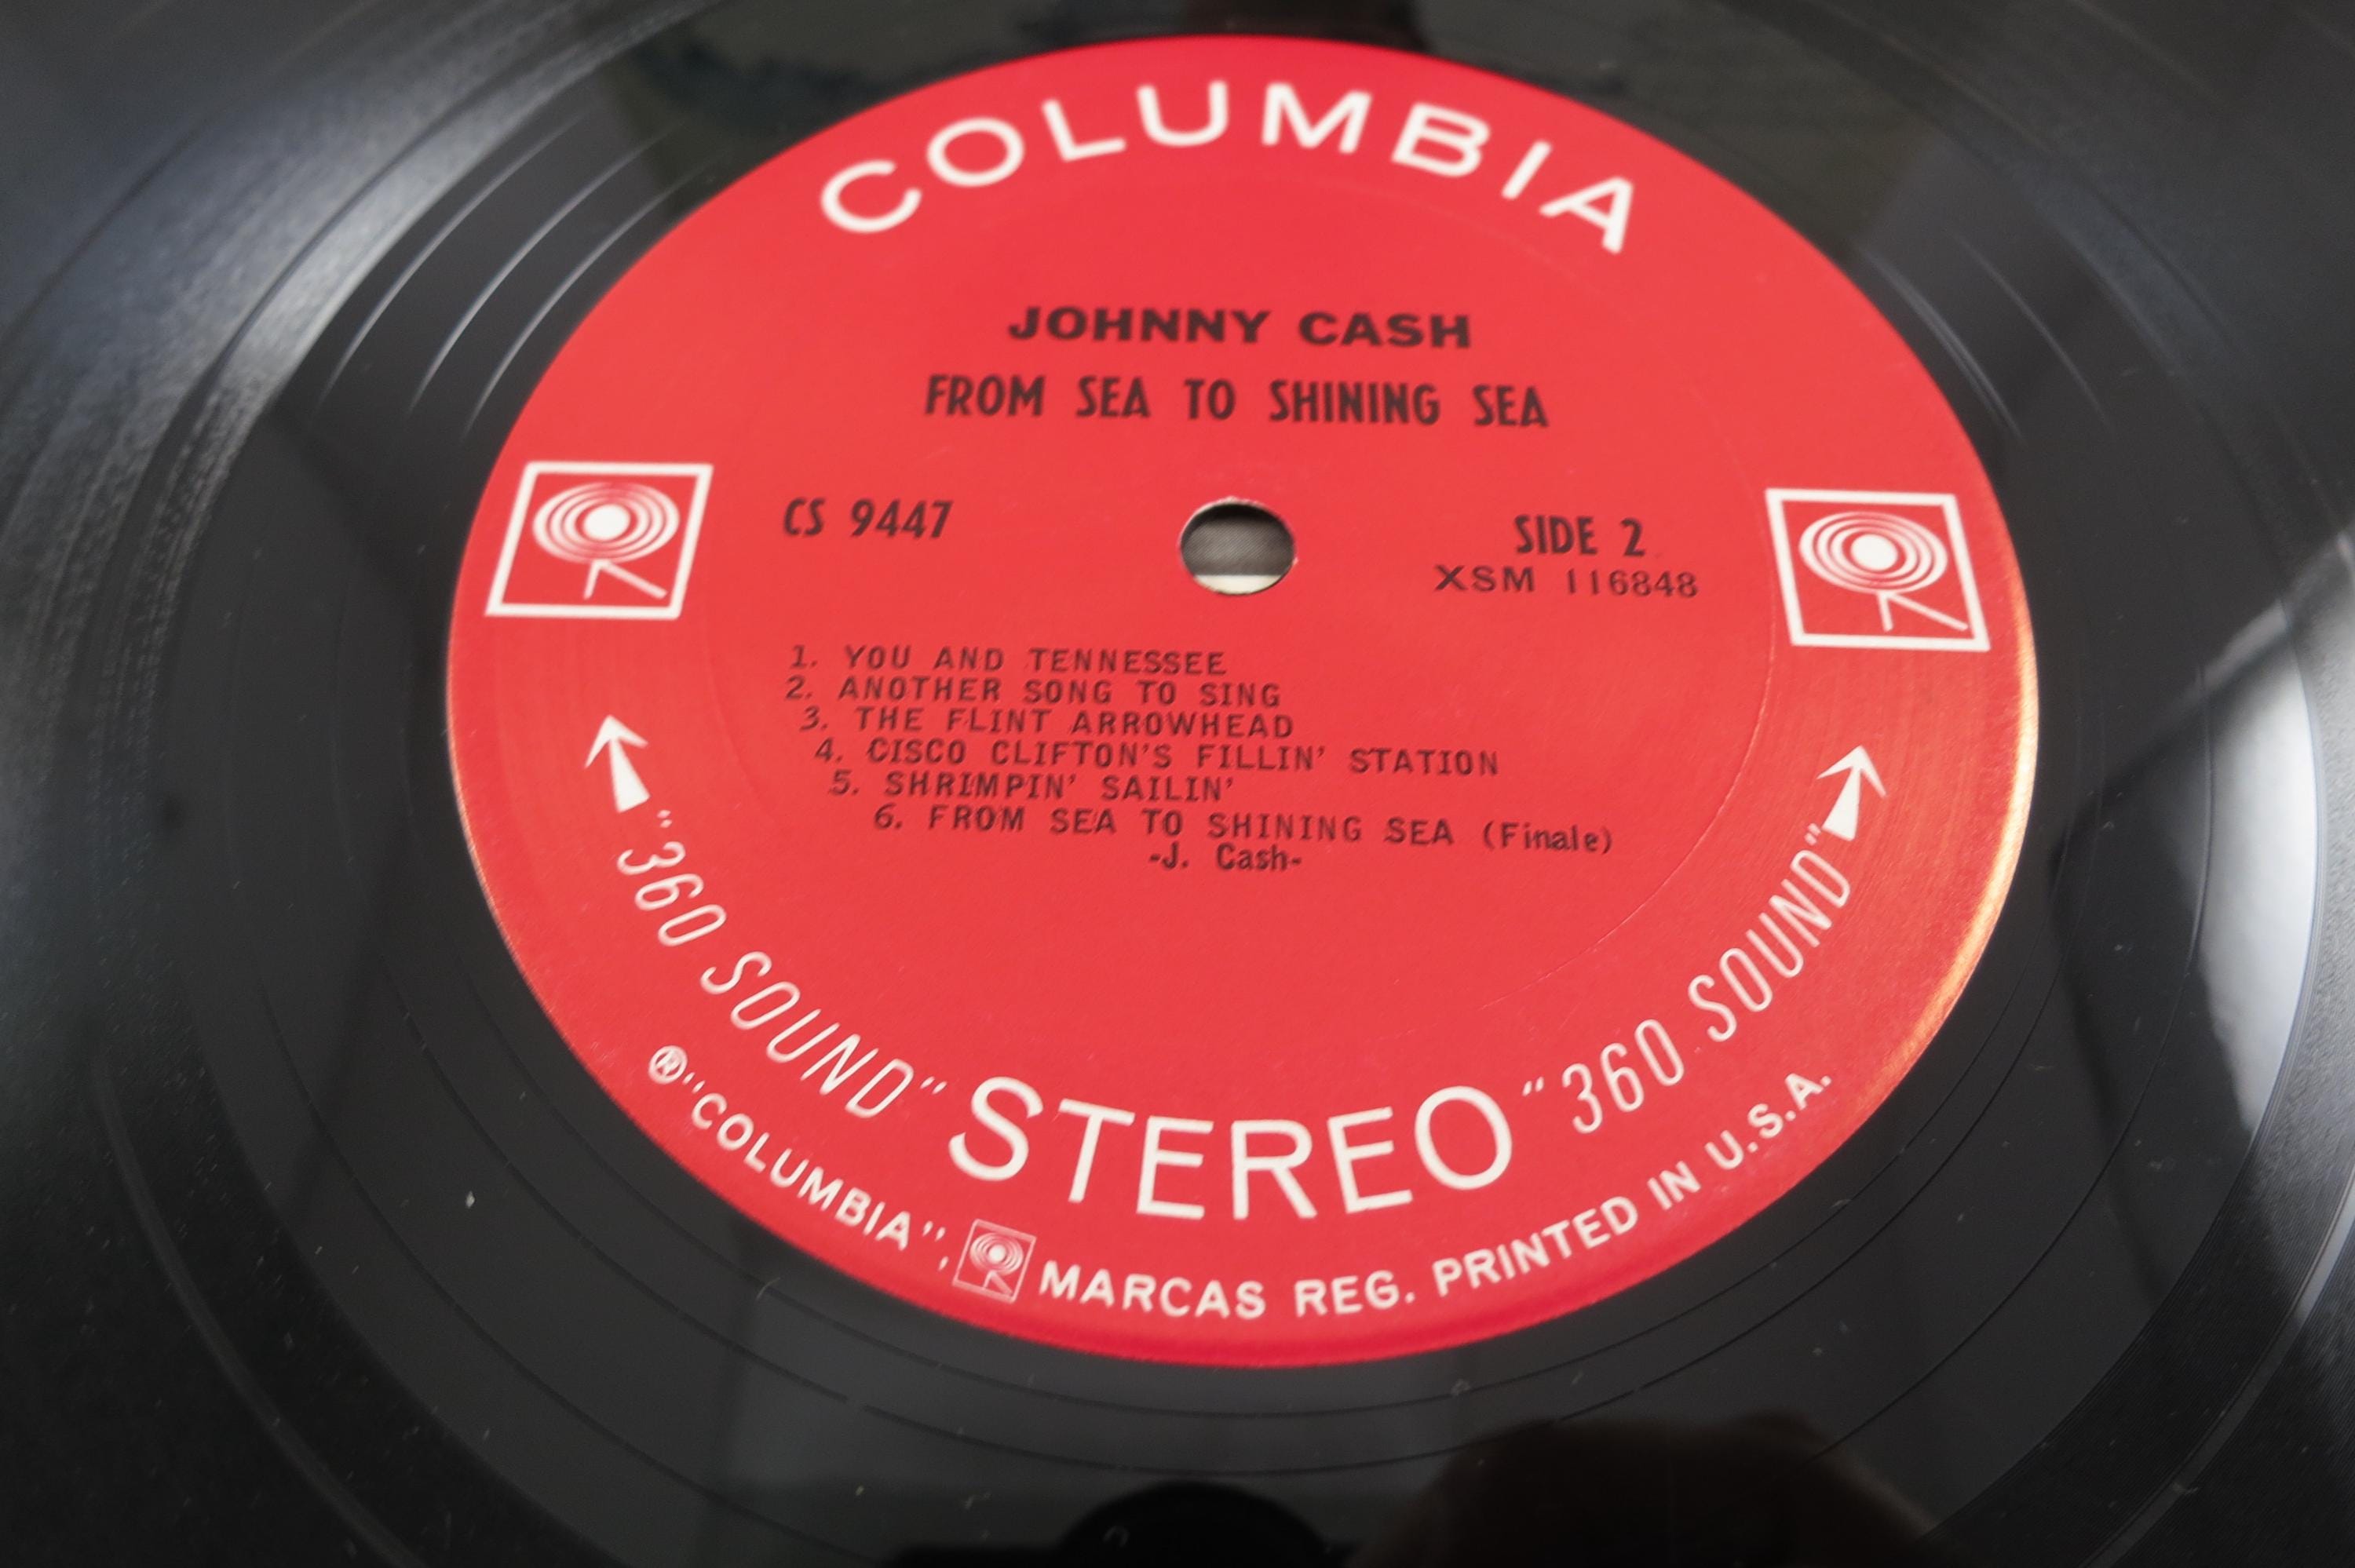 COLUMBIA
JOHNNY CASH
FROM SEA TO SHINING SEA
CS 9447
SIDE 2
XSM 116848
1. YOU AND TENNESSEE
2. ANOTHER SONG TO SING
3. THE FLINT ARROWHEAD
4. CISCO CLIFTON'S FILLIN' STATION
5. SHRIMPIN' SAILIN'
6. FROM SEA TO SHINING SEA (Finale)
-J. Cash-
"360 SOUND" STEREO "360 SOUND"
®"COLUMBIA", MARCAS REG. PRINTED IN U.S.A.